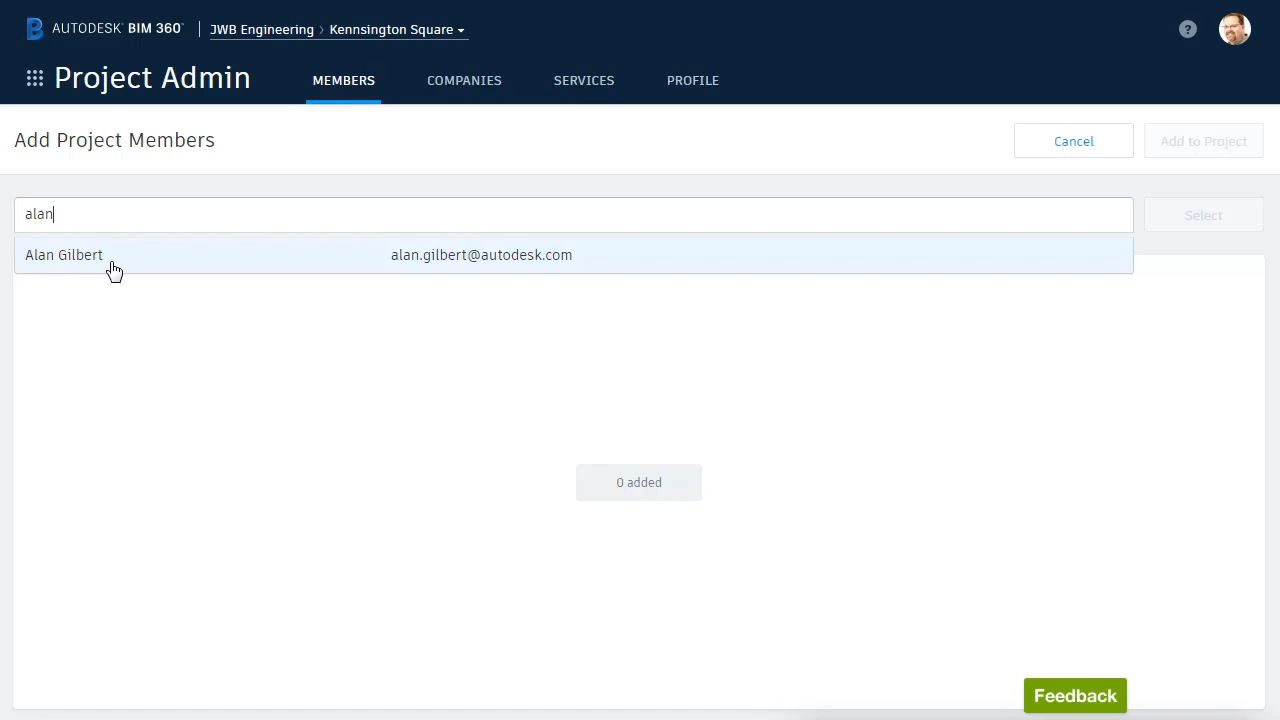 AUTODESK® BIM 360® JWB Engineering › Kennsington Square
?
Project Admin
MEMBERS COMPANIES SERVICES PROFILE
Add Project Members
Cancel Add to Project
alan Select
Alan Gilbert alan.gilbert@autodesk.com
0 added
Feedback